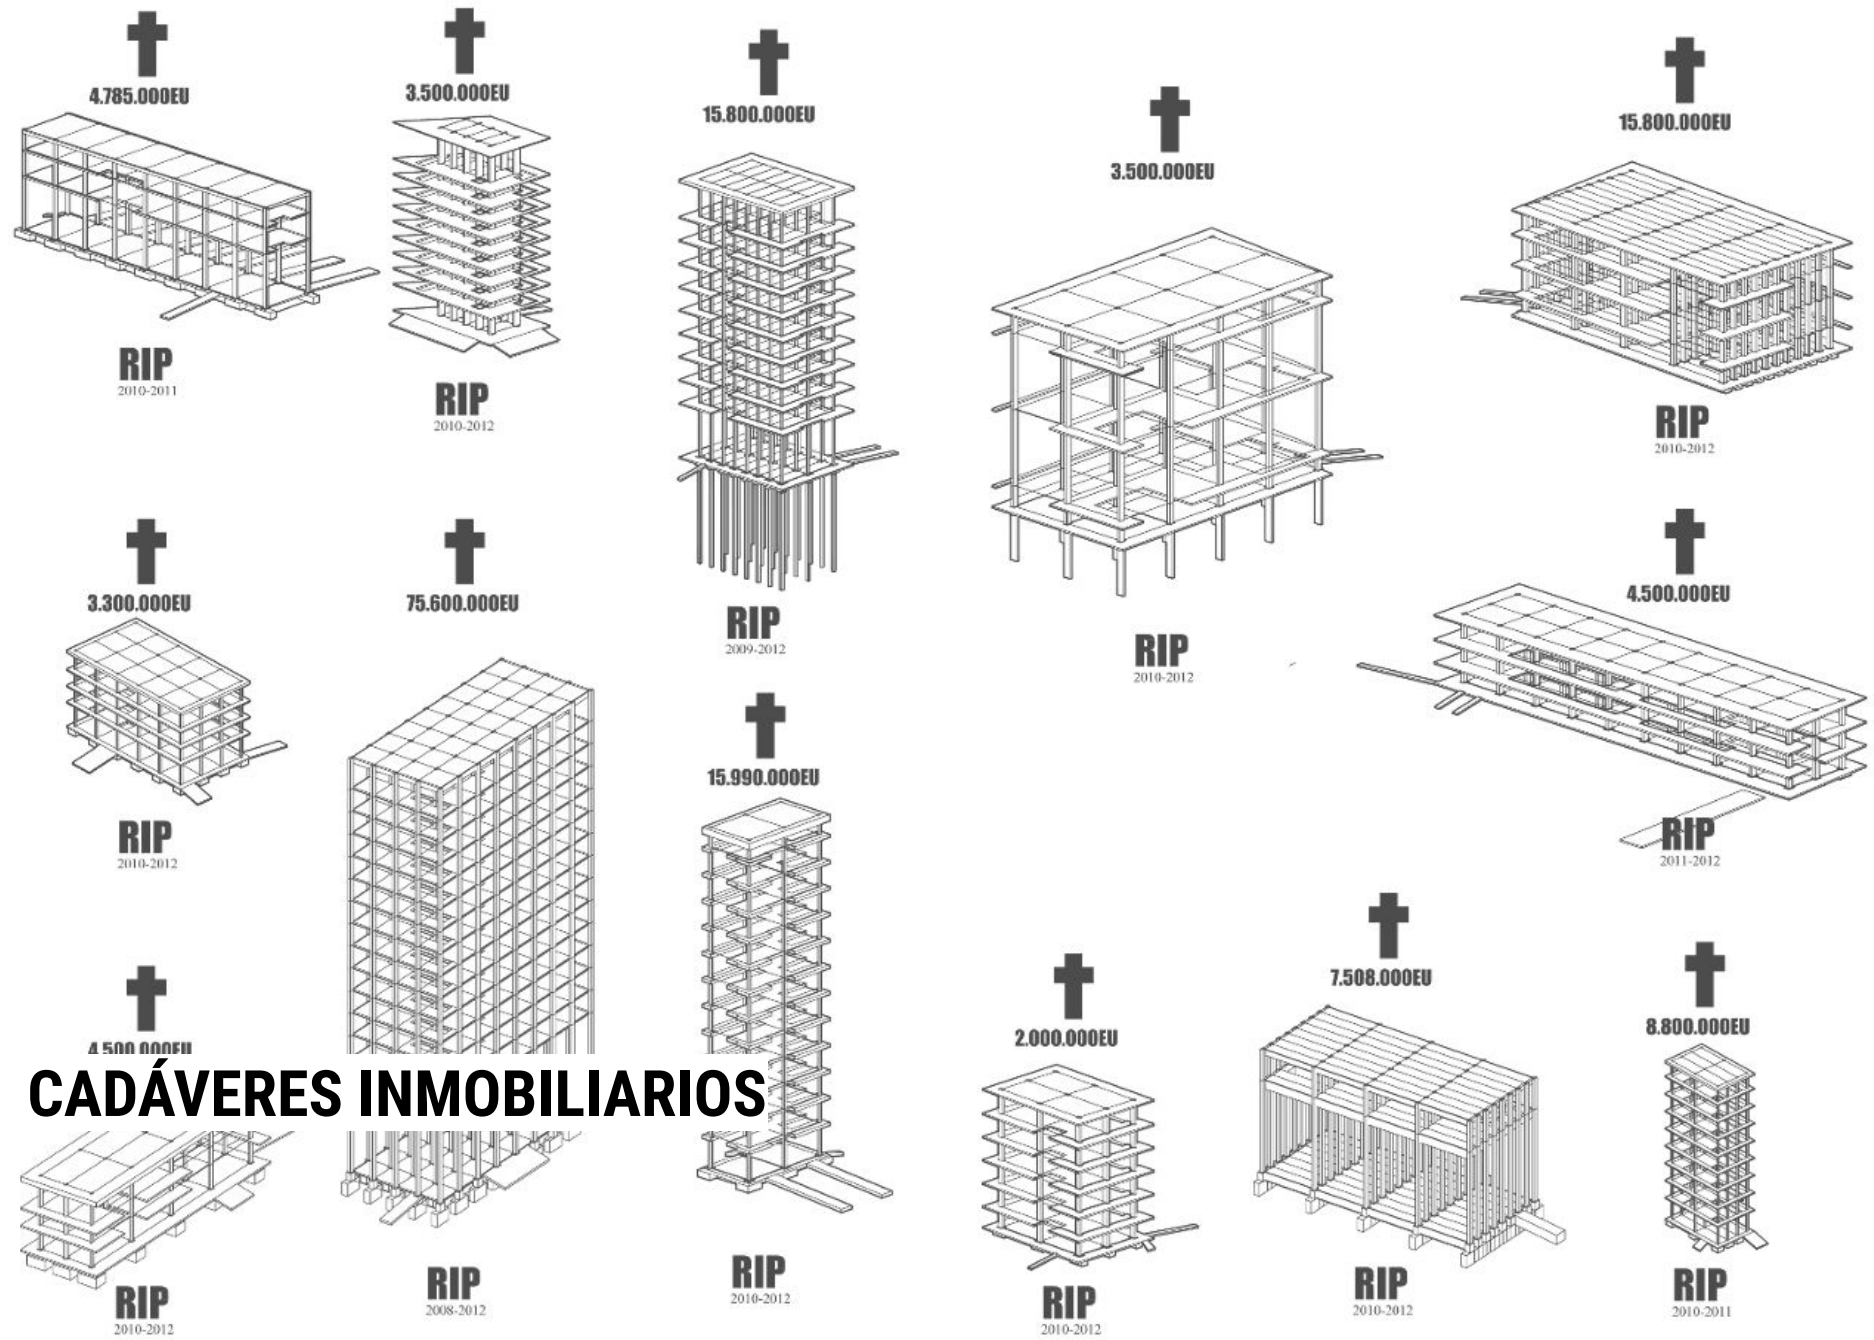 4.785.000EU
RIP
2010-2011
3.500.000EU
RIP
2010-2012
15.800.000EU
RIP
2009-2012
3.500.000EU
RIP
2010-2012
15.800.000EU
RIP
2010-2012
3.300.000EU
RIP
2010-2012
75.600.000EU
RIP
2008-2012
15.990.000EU
RIP
2010-2012
4.500.000EU
RIP
2011-2012
4.500.000EU
CADÁVERES INMOBILIARIOS
RIP
2010-2012
2.000.000EU
RIP
2010-2012
7.508.000EU
RIP
2010-2012
8.800.000EU
RIP
2010-2011